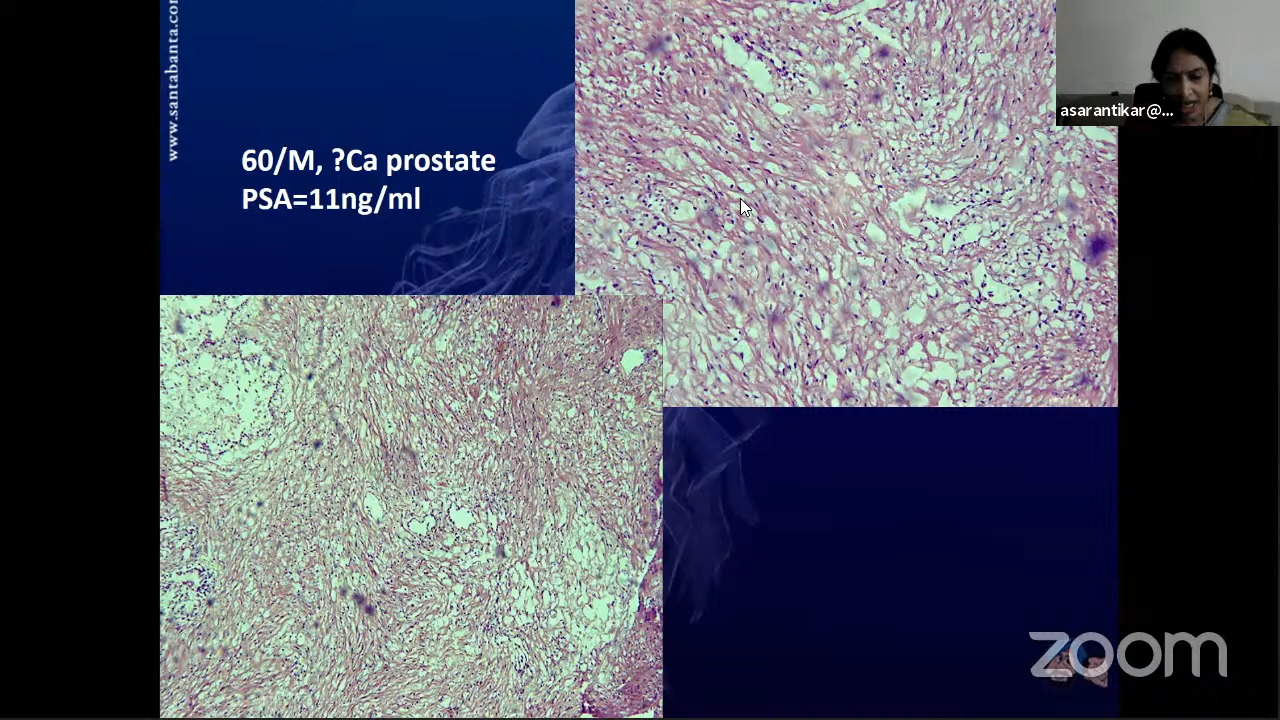 www.santabanta.com
60/M, ?Ca prostate
PSA=11ng/ml
asarantikar@...
zoom